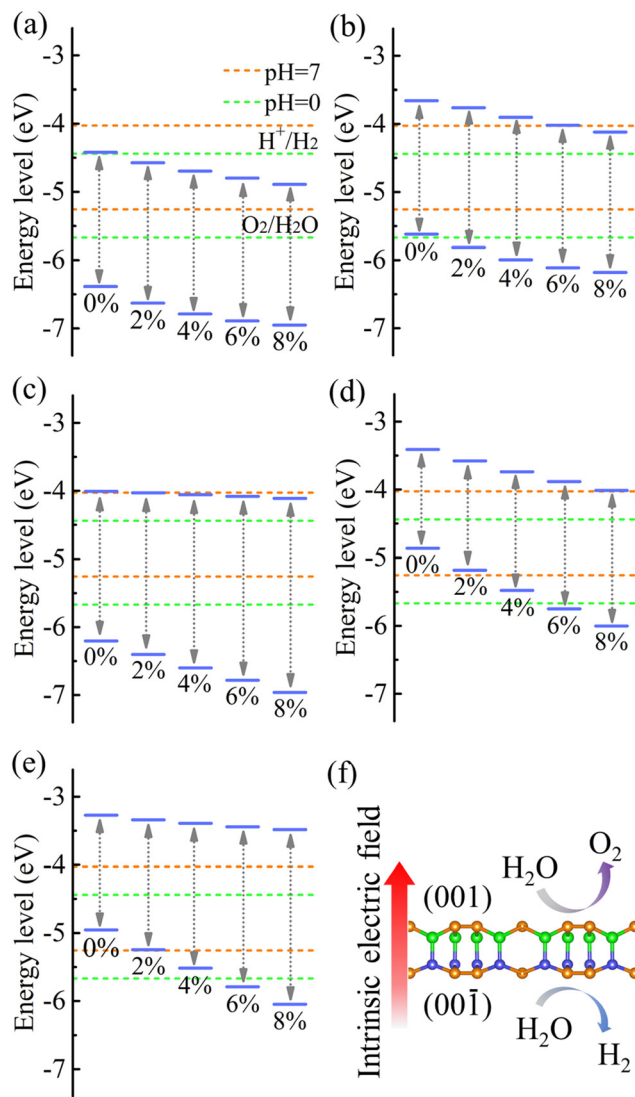 (a)
-3
-4
-5
-6
-7
Energy level (eV)
pH=7
pH=0
H⁺/H₂
O₂/H₂O
0%
2%
4%
6%
8%
(b)
-3
-4
-5
-6
-7
Energy level (eV)
0%
2%
4%
6%
8%
(c)
-3
-4
-5
-6
-7
Energy level (eV)
0%
2%
4%
6%
8%
(d)
-3
-4
-5
-6
-7
Energy level (eV)
0%
2%
4%
6%
8%
(e)
-3
-4
-5
-6
-7
Energy level (eV)
0%
2%
4%
6%
8%
(f)
Intrinsic electric field
O₂
H₂O
(001)
(001̅)
H₂O
H₂